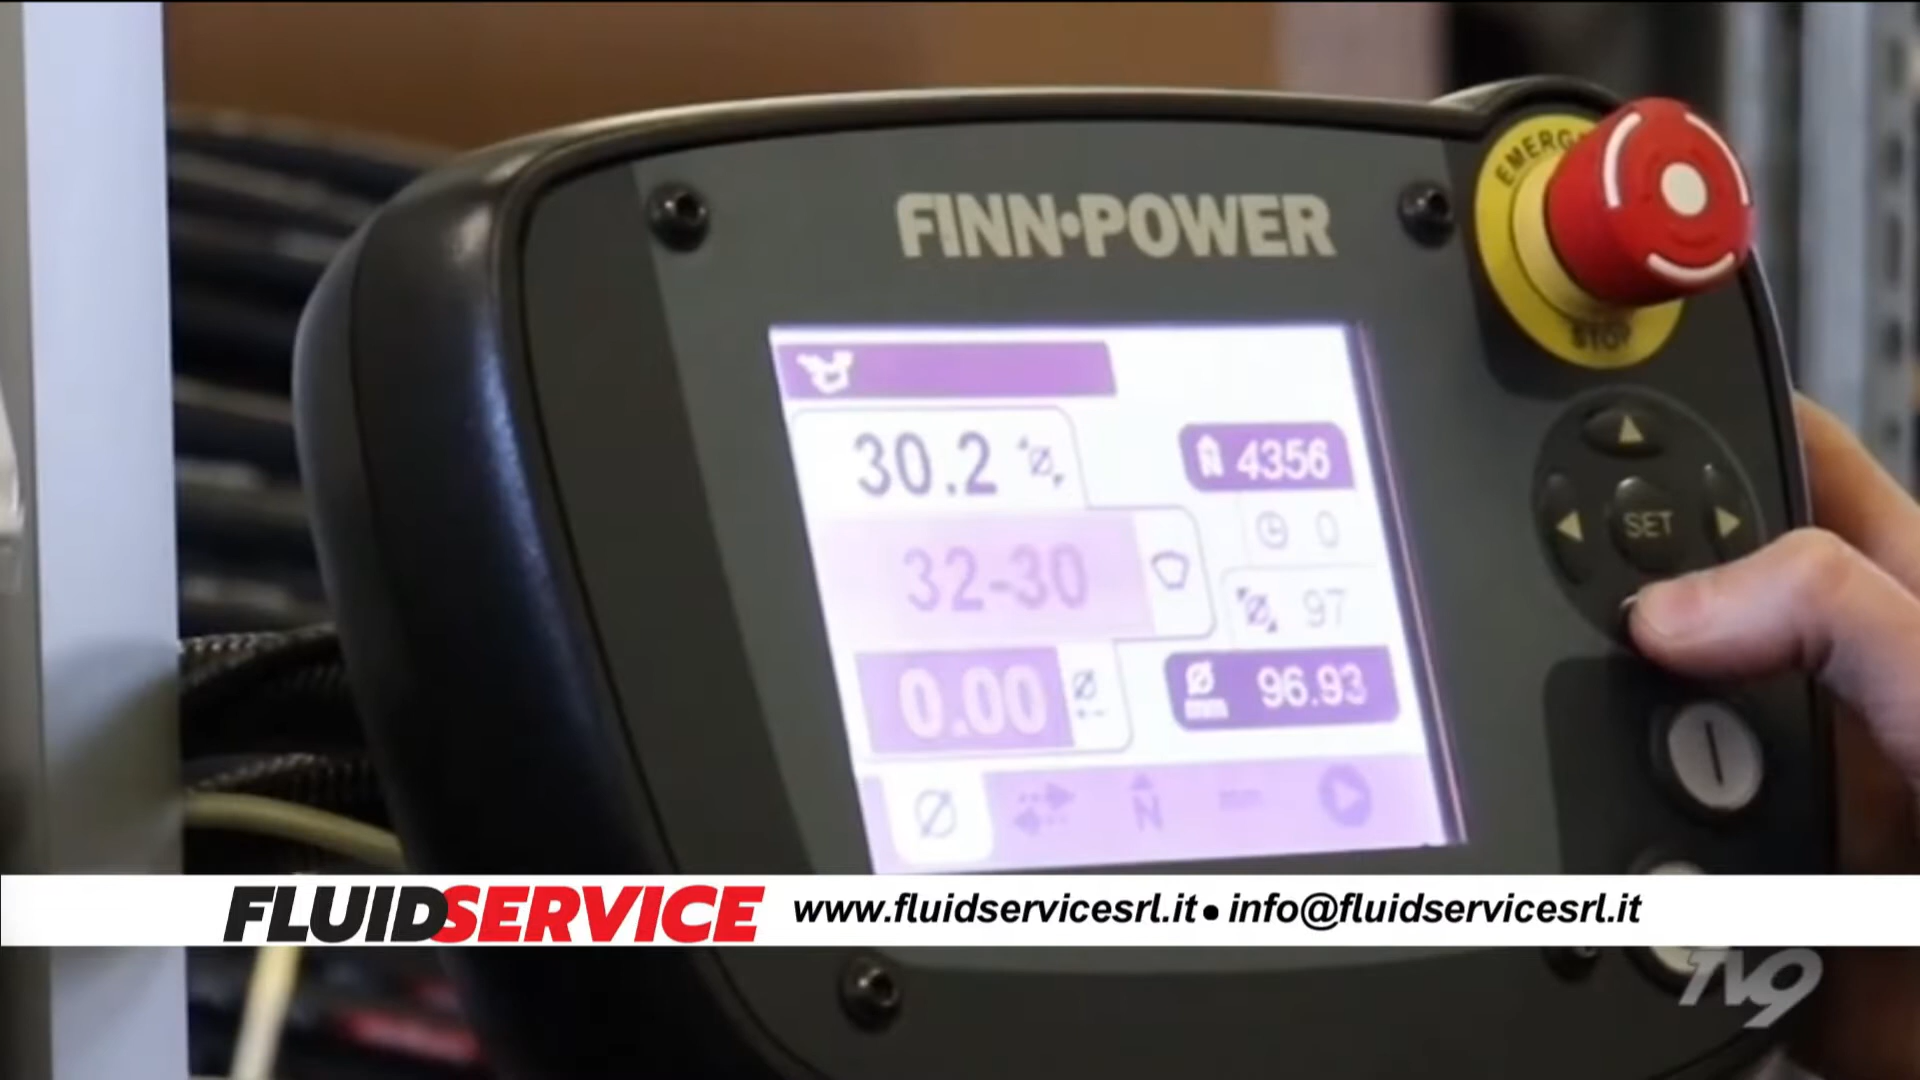 FINN•POWER
STOP
30.2
4356
0
SET
32-30
97
0.00
96.93
mm
N
FLUIDSERVICE www.fluidservicesrl.it • info@fluidservicesrl.it
TV9